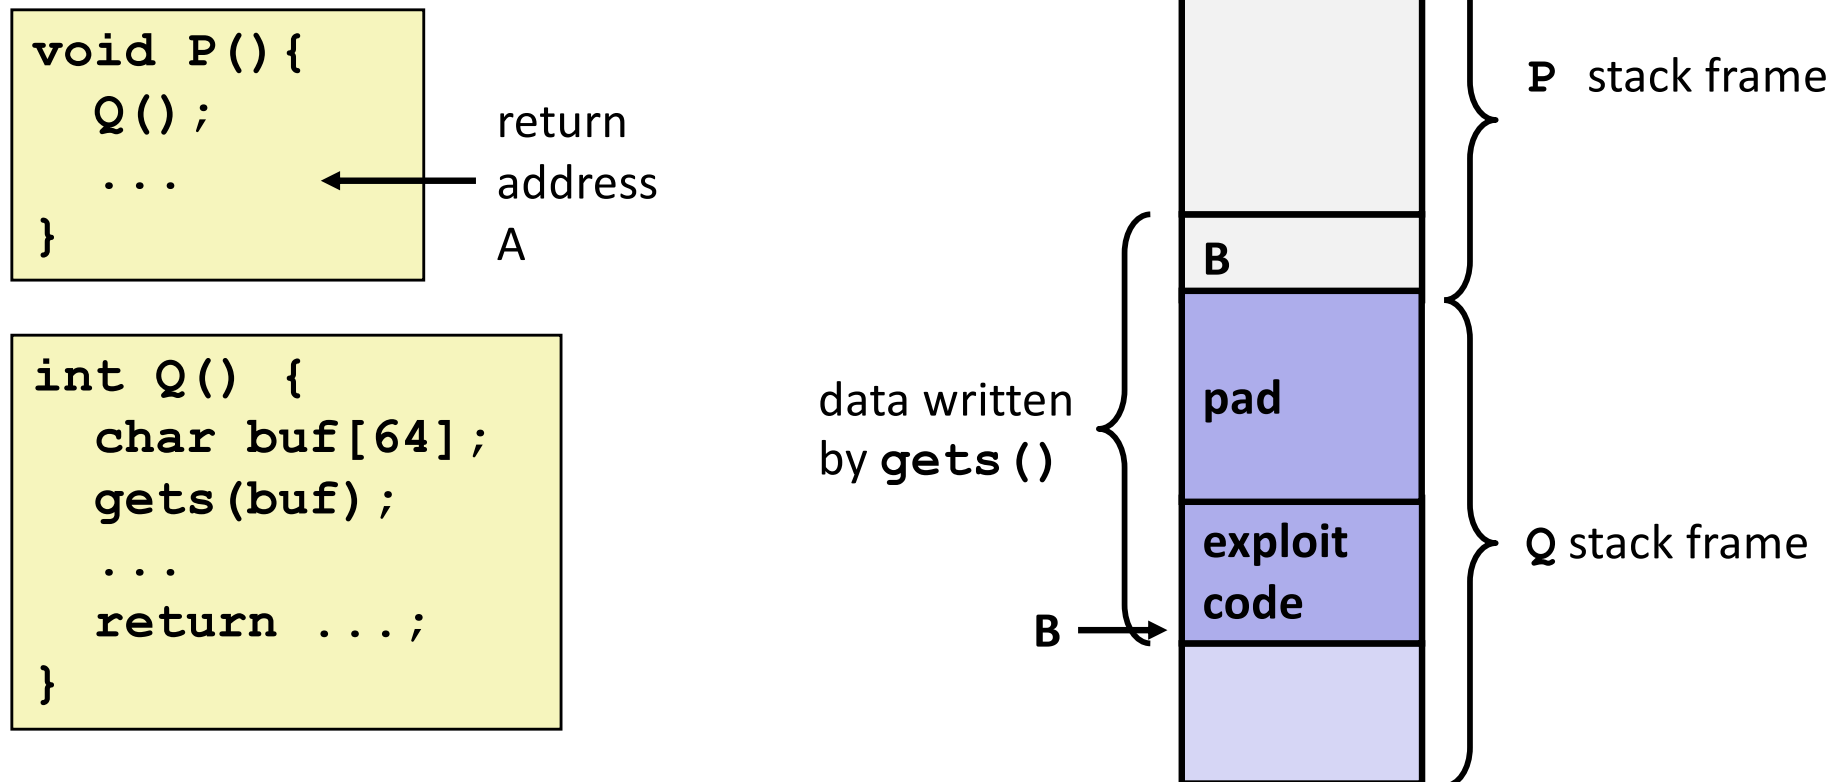 void P(){
  Q();
  ...
}
return
address
A
int Q() {
  char buf[64];
  gets(buf);
  ...
  return ...;
}
data written
by gets()
B
B
pad
exploit
code
P stack frame
Q stack frame